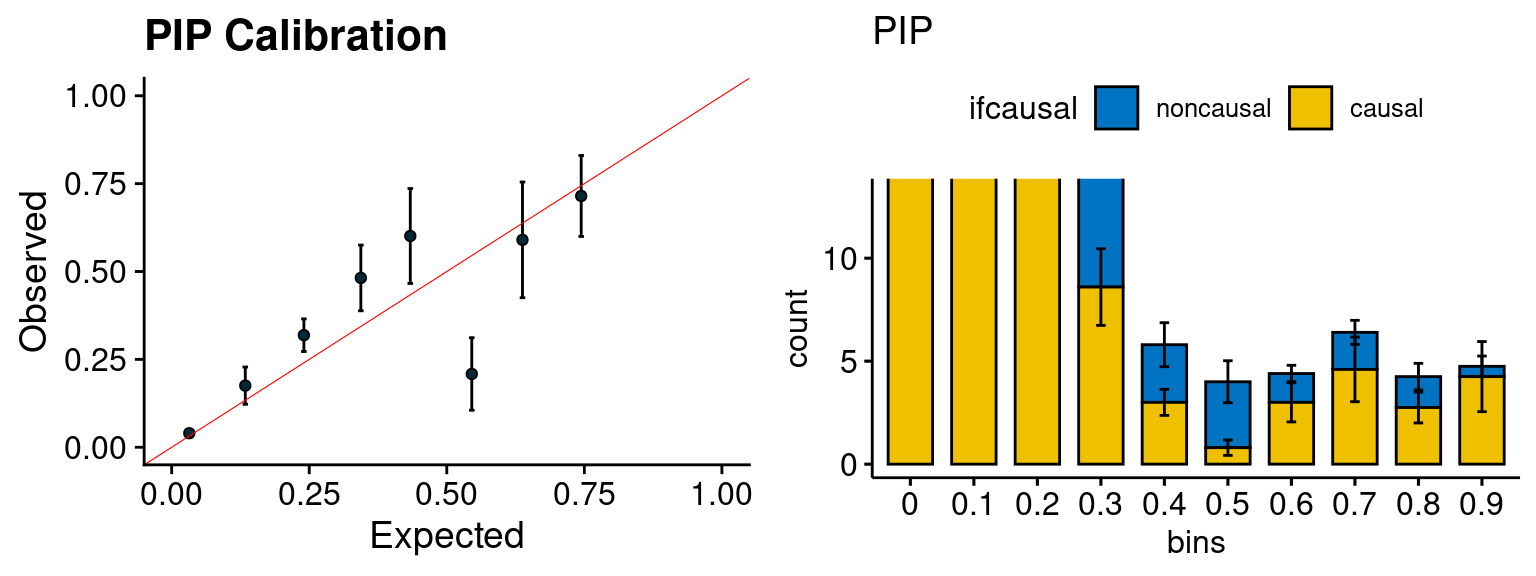 PIP Calibration
Observed
1.00
0.75
0.50
0.25
0.00
0.00 0.25 0.50 0.75 1.00
Expected
PIP
ifcausal noncausal causal
count
10
5
0
0 0.1 0.2 0.3 0.4 0.5 0.6 0.7 0.8 0.9
bins